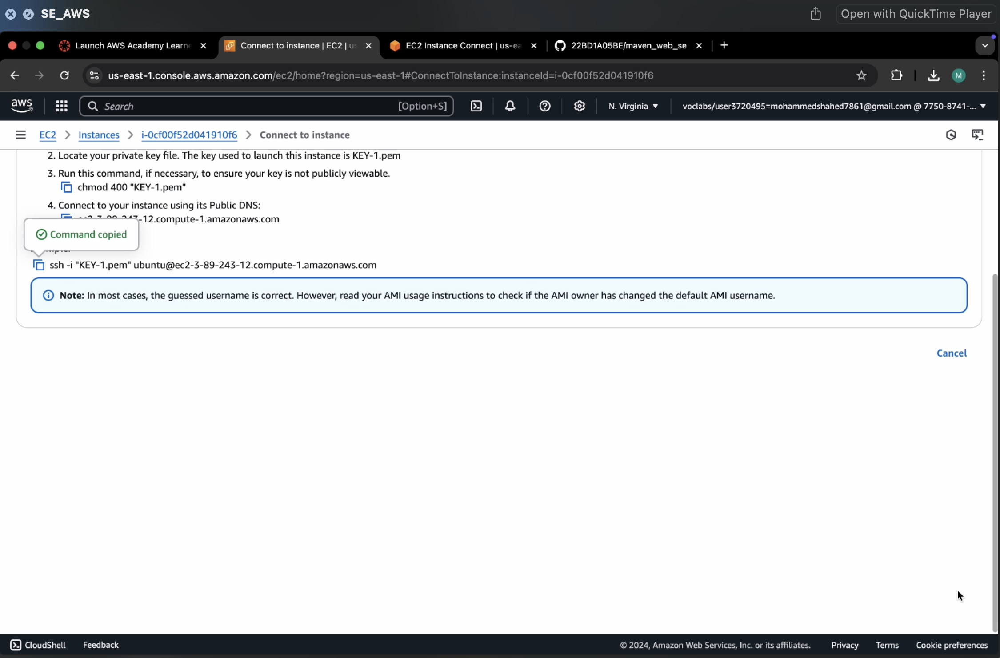 SE_AWS
Open with QuickTime Player
Launch AWS Academy Learne
Connect to instance | EC2 | us
EC2 Instance Connect | us-ea
22BD1A05BE/maven_web_se
us-east-1.console.aws.amazon.com/ec2/home?region=us-east-1#ConnectToInstance:instanceId=i-0cf00f52d041910f6
M
aws
Search
[Option+S]
N. Virginia
voclabs/user3720495=mohammedshahed7861@gmail.com @ 7750-8741-...
EC2
Instances
i-0cf00f52d041910f6
Connect to instance
2. Locate your private key file. The key used to launch this instance is KEY-1.pem
3. Run this command, if necessary, to ensure your key is not publicly viewable.
chmod 400 "KEY-1.pem"
4. Connect to your instance using its Public DNS:
-12.compute-1.amazonaws.com
Command copied
ssh -i "KEY-1.pem" ubuntu@ec2-3-89-243-12.compute-1.amazonaws.com
Note: In most cases, the guessed username is correct. However, read your AMI usage instructions to check if the AMI owner has changed the default AMI username.
Cancel
CloudShell
Feedback
© 2024, Amazon Web Services, Inc. or its affiliates.
Privacy
Terms
Cookie preferences